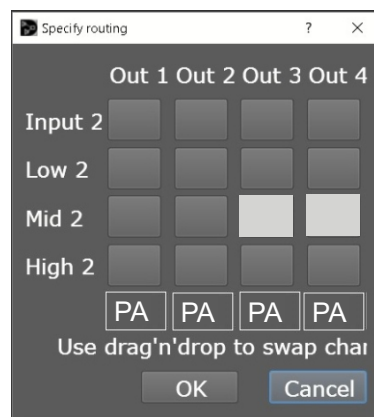 Specify routing ? ×
Out 1 Out 2 Out 3 Out 4
Input 2
Low 2
Mid 2
High 2
PA PA PA PA
Use drag'n'drop to swap
OK Cancel